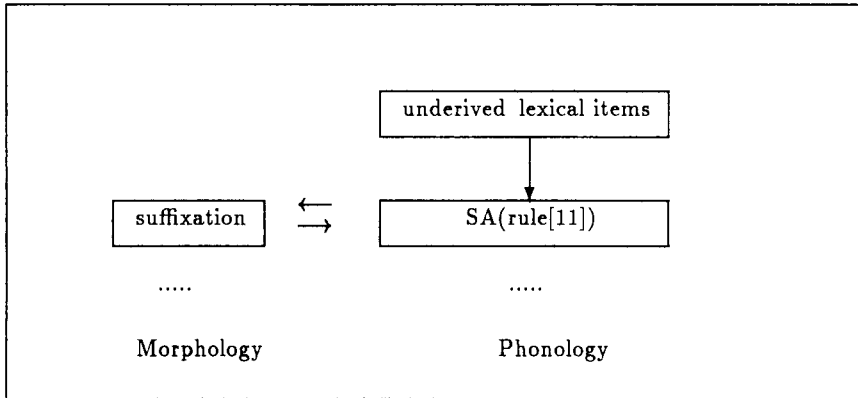 underived lexical items
suffixation
SA(rule[11])
.....
.....
Morphology
Phonology